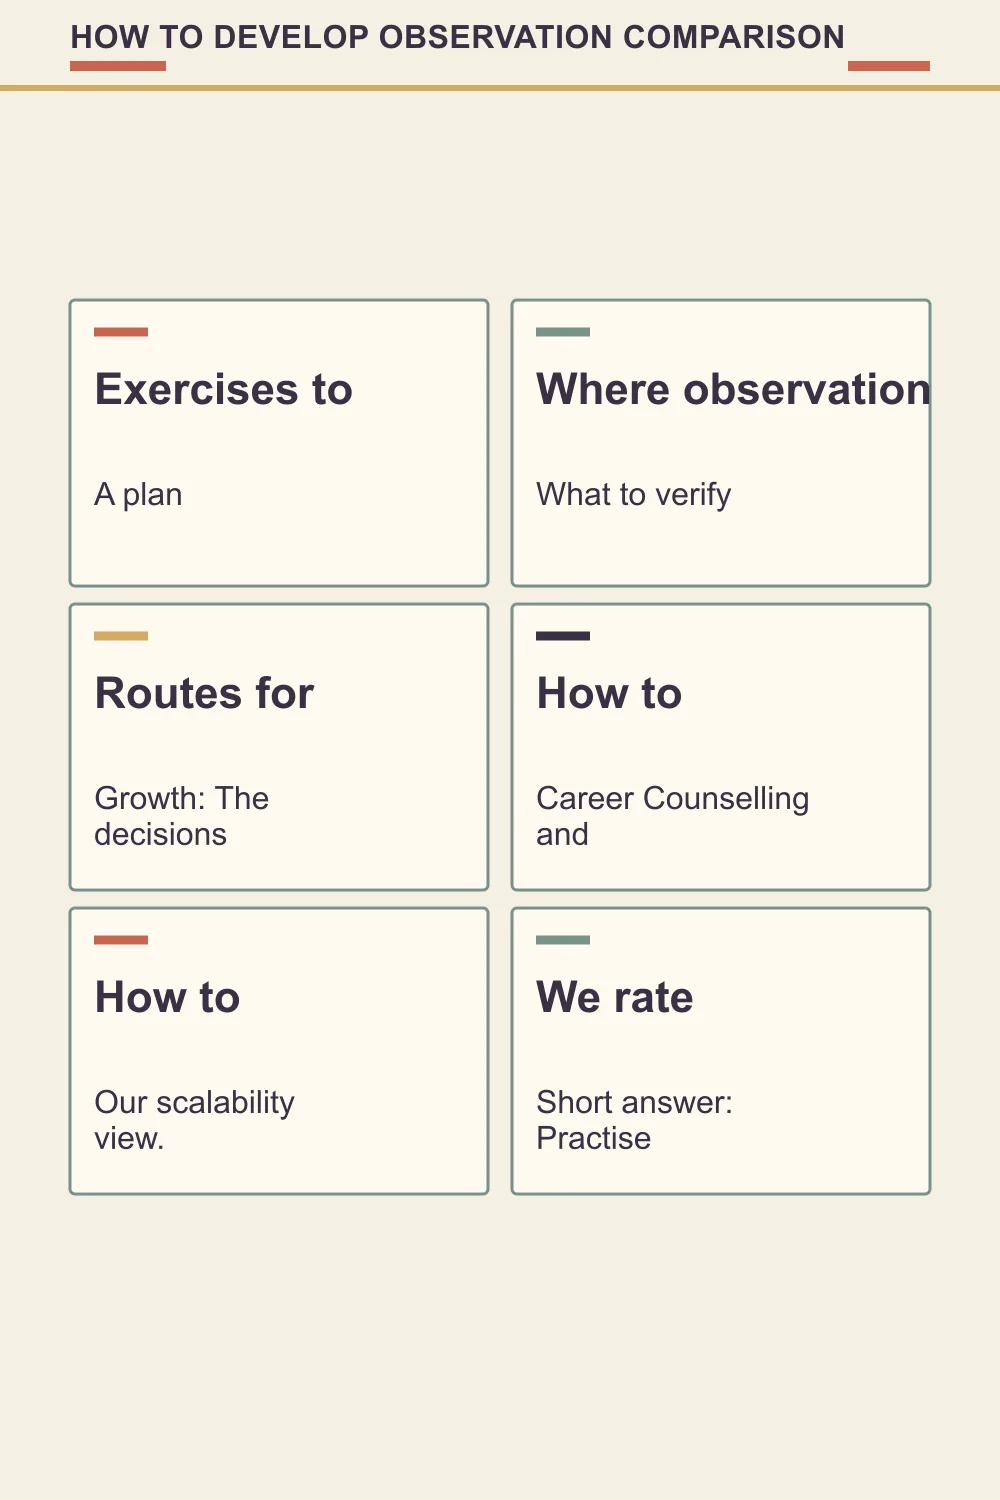 HOW TO DEVELOP OBSERVATION COMPARISON
Exercises to
A plan
Where observation
What to verify
Routes for
Growth: The
decisions
How to
Career Counselling
and
How to
Our scalability
view.
We rate
Short answer:
Practise